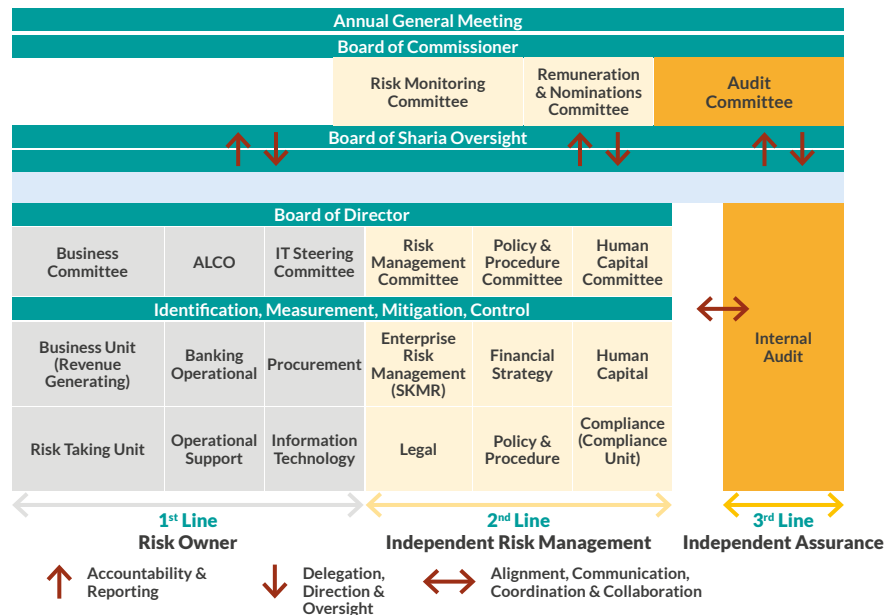 Annual General Meeting
Board of Commissioner
Risk Monitoring
Committee
Remuneration
& Nominations
Committee
Audit
Committee
Board of Sharia Oversight
Board of Director
Business
Committee
ALCO
IT Steering
Committee
Risk
Management
Committee
Policy &
Procedure
Committee
Human
Capital
Committee
Identification, Measurement, Mitigation, Control
Business Unit
(Revenue
Generating)
Banking
Operational
Procurement
Enterprise
Risk
Management
(SKMR)
Financial
Strategy
Human
Capital
Internal
Audit
Risk Taking Unit
Operational
Support
Information
Technology
Legal
Policy &
Procedure
Compliance
(Compliance
Unit)
1st Line
Risk Owner
2nd Line
Independent Risk Management
3rd Line
Independent Assurance
Accountability &
Reporting
Delegation,
Direction &
Oversight
Alignment, Communication,
Coordination & Collaboration